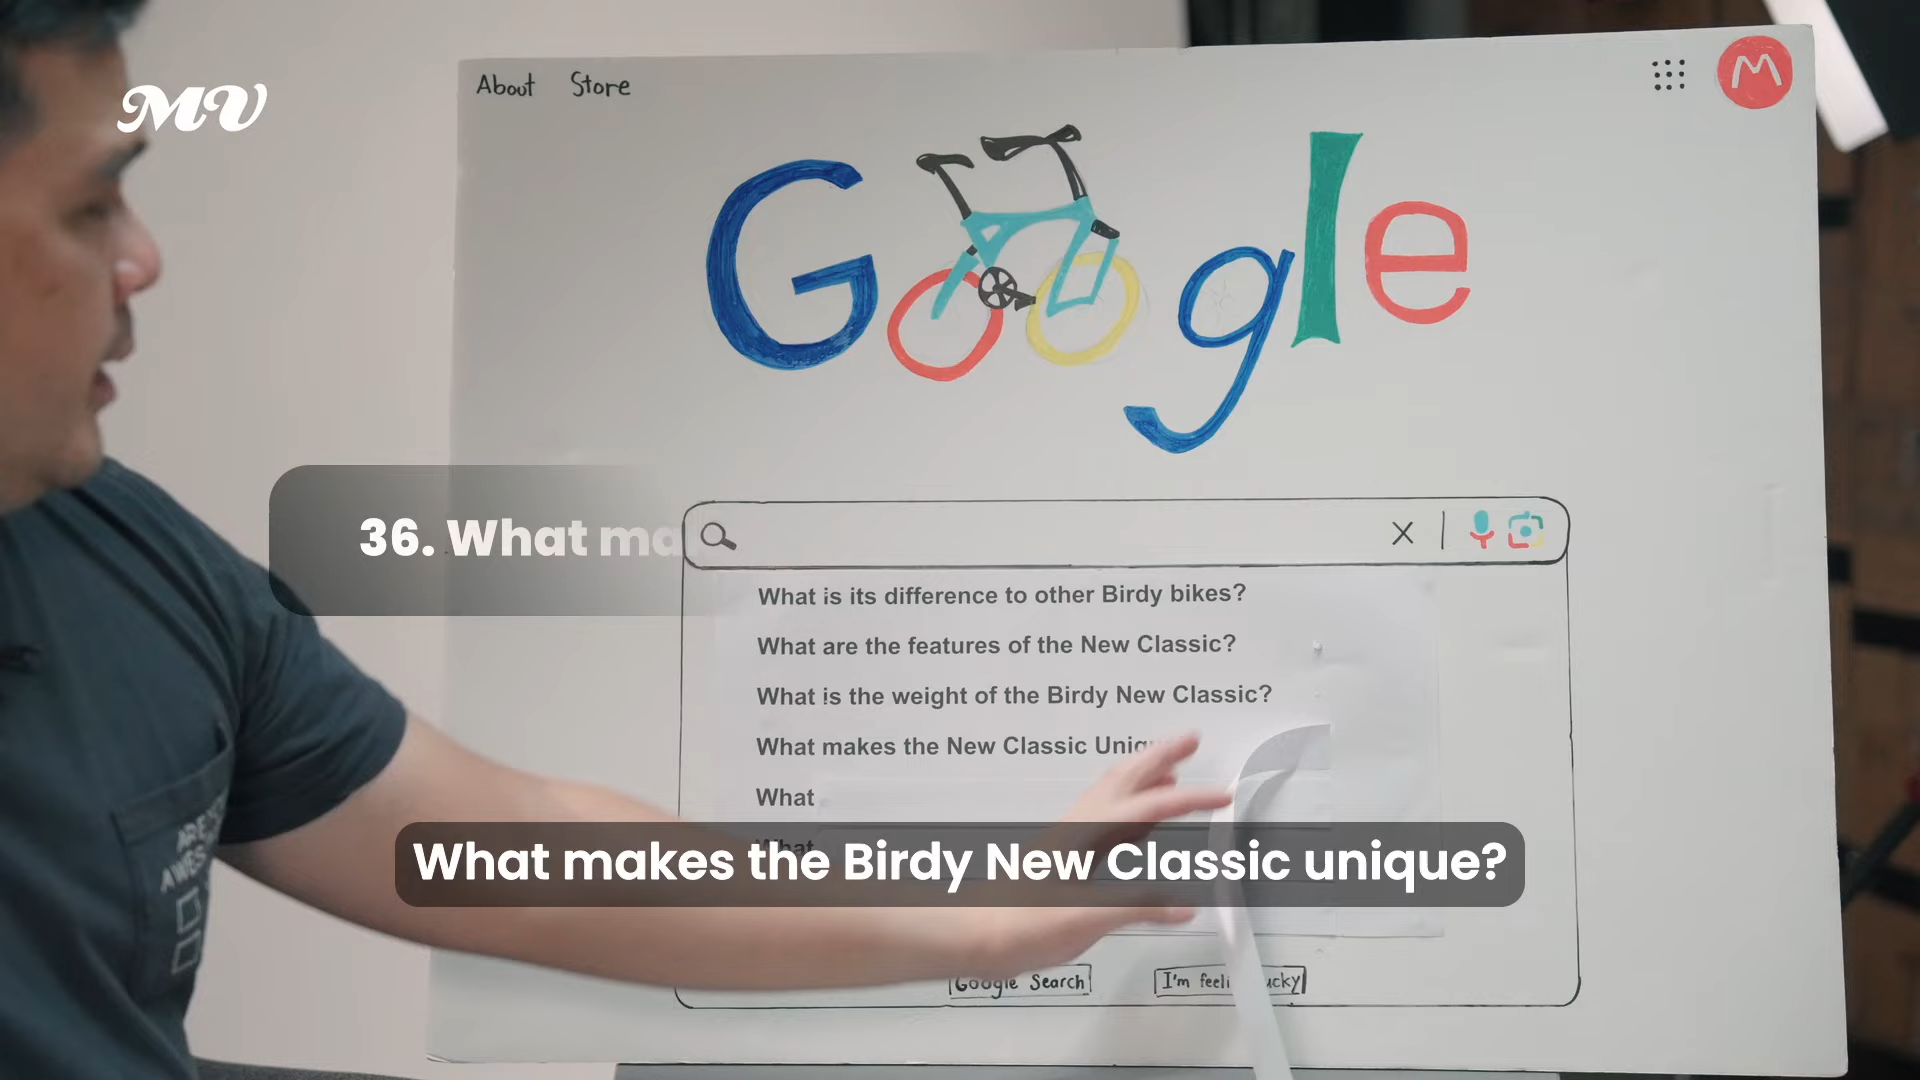 MV
About Store
M
Google
36. What ma
What is its difference to other Birdy bikes?
What are the features of the New Classic?
What is the weight of the Birdy New Classic?
What makes the New Classic Uniq
What
What
What makes the Birdy New Classic unique?
Google Search
I'm feeli ucky